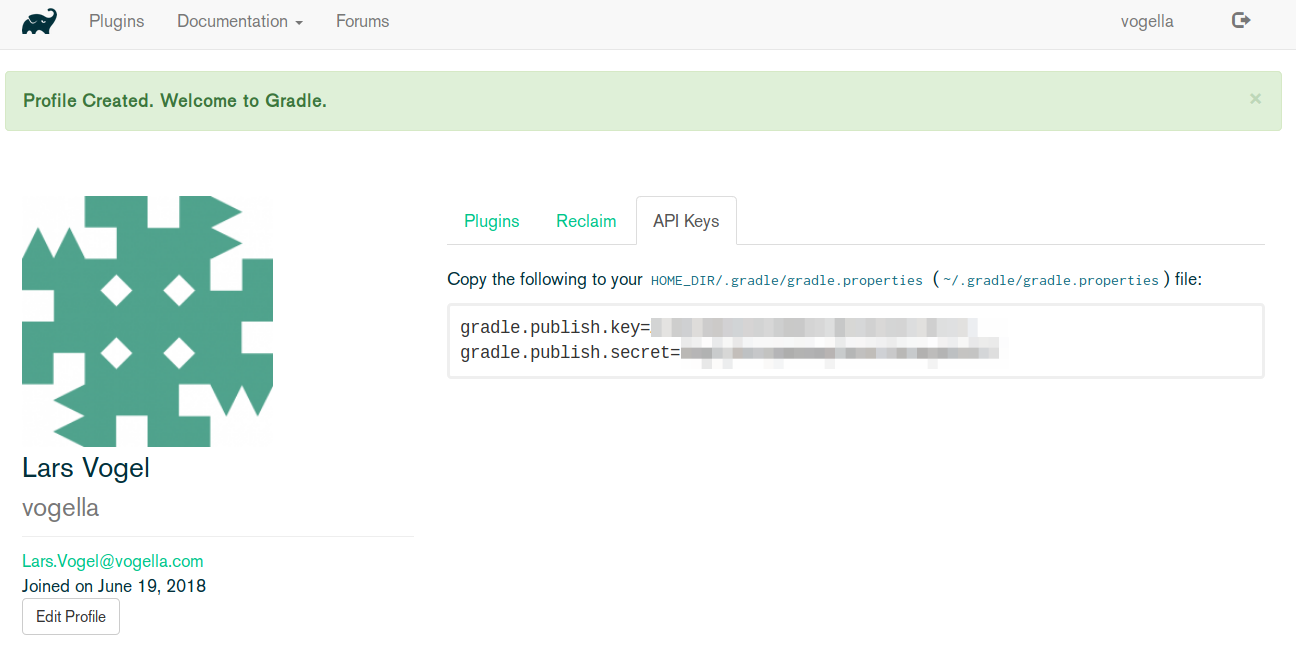 Plugins Documentation Forums vogella
Profile Created. Welcome to Gradle. ×
Plugins Reclaim API Keys
Copy the following to your HOME_DIR/.gradle/gradle.properties (~/.gradle/gradle.properties) file:
gradle.publish.key=
gradle.publish.secret=
Lars Vogel
vogella
Lars.Vogel@vogella.com
Joined on June 19, 2018
Edit Profile